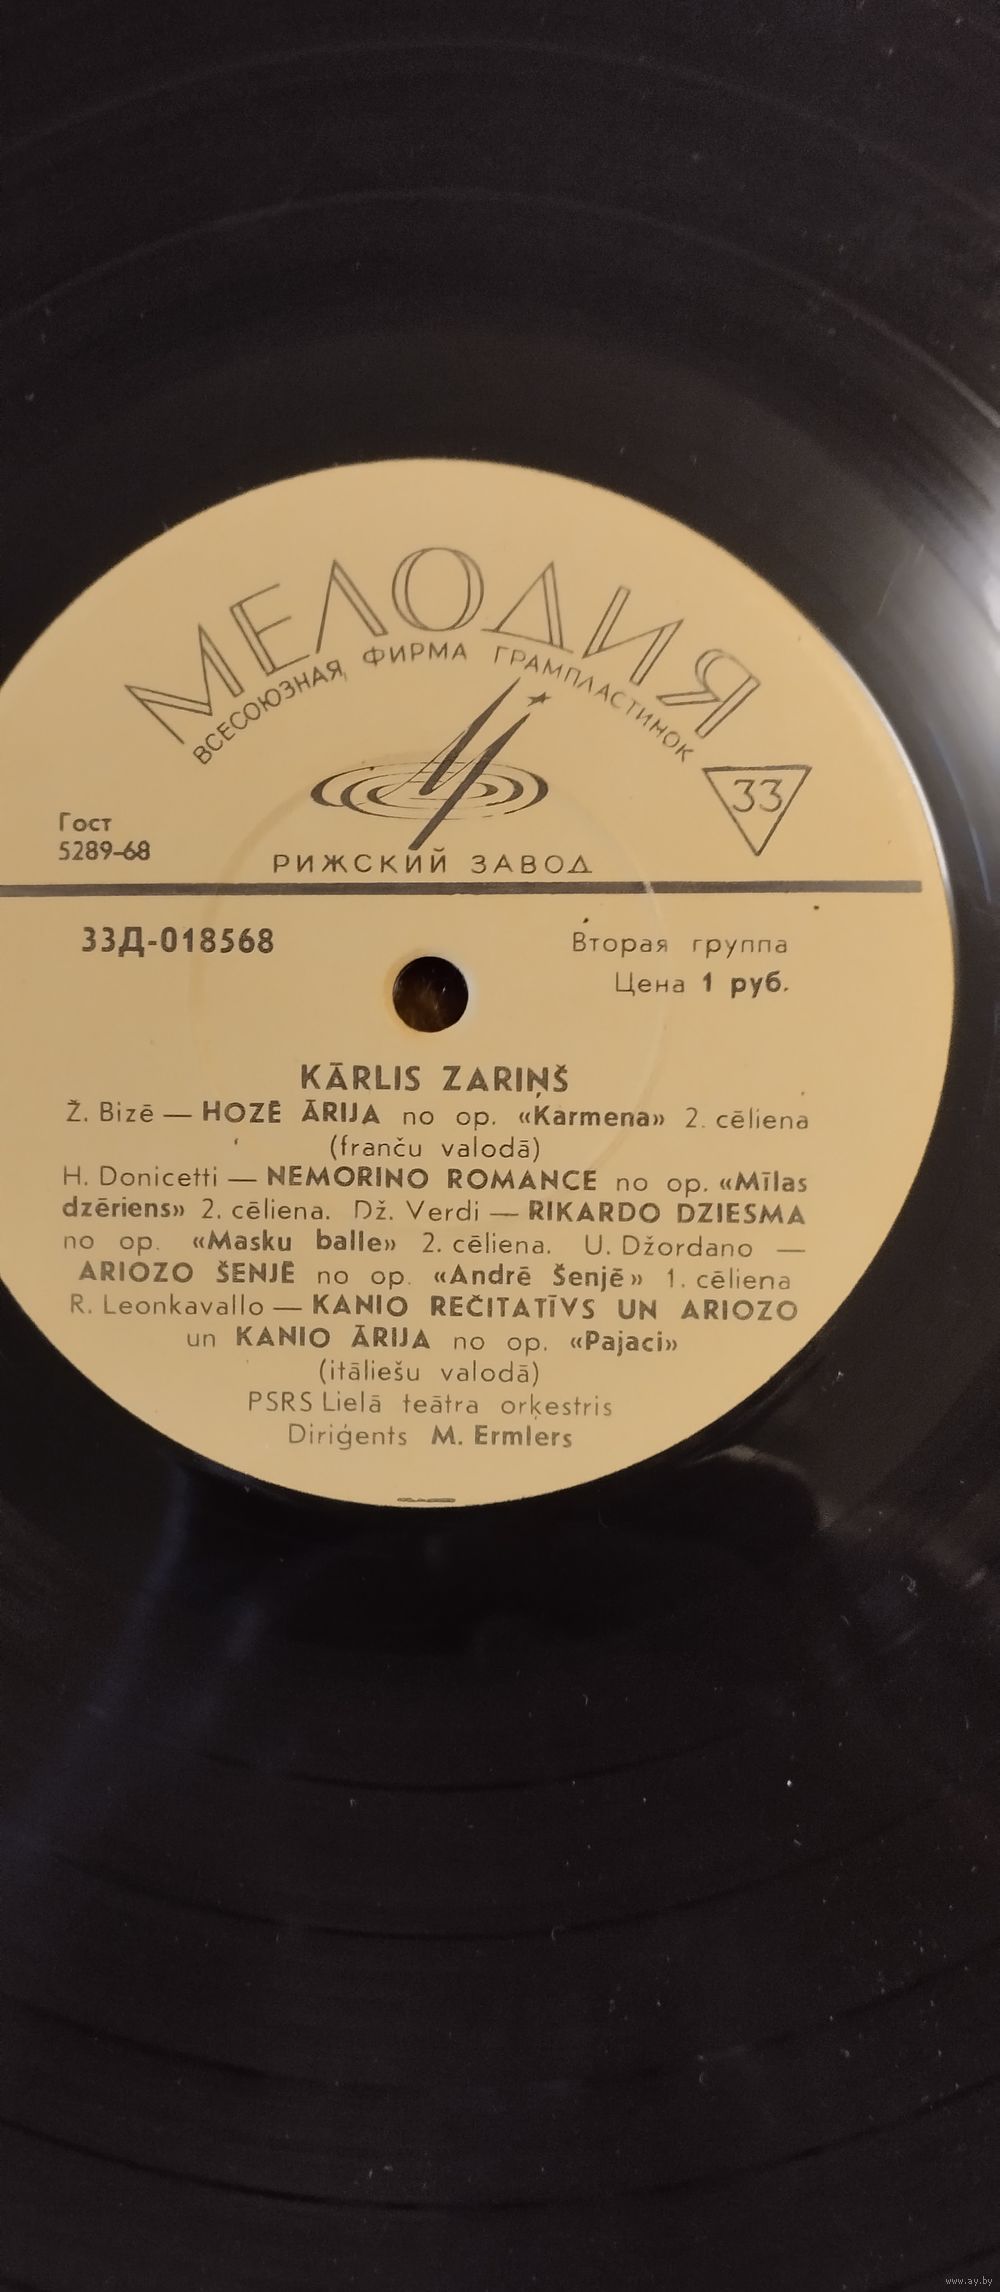 МЕЛОДИЯ
ВСЕСОЮЗНАЯ ФИРМА ГРАМПЛАСТИНОК
33
Гост
5289-68
РИЖСКИЙ ЗАВОД
33Д-018568
Вторая группа
Цена 1 руб.
KĀRLIS ZARIŅŠ
Ž. Bizē — HOZĒ ĀRIJA no op. «Karmena» 2. cēliena
(franču valodā)
H. Donicetti — NEMORINO ROMANCE no op. «Mīlas
dzēriens» 2. cēliena. Dž. Verdi — RIKARDO DZIESMA
no op. «Masku balle» 2. cēliena. U. Džordano —
ARIOZO ŠENJĒ no op. «Andrē Šenjē» 1. cēliena
R. Leonkavallo — KANIO REČITATĪVS UN ARIOZO
un KANIO ĀRIJA no op. «Pajaci»
(itāliešu valodā)
PSRS Lielā teātra orķestris
Diriģents M. Ermlers
www.ay.by